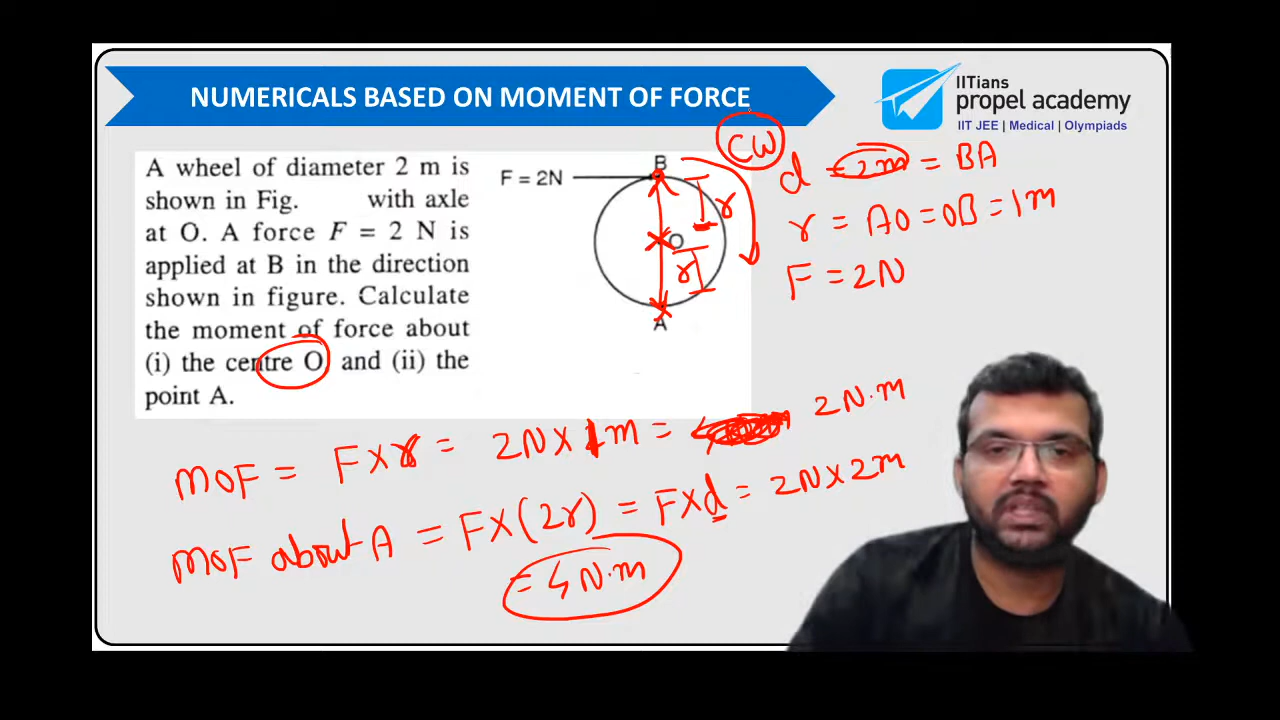 NUMERICALS BASED ON MOMENT OF FORCE
IITians
propel academy
IIT JEE | Medical | Olympiads
A wheel of diameter 2 m is
shown in Fig. with axle
at O. A force F = 2 N is
applied at B in the direction
shown in figure. Calculate
the moment of force about
(i) the centre O and (ii) the
point A.
F = 2N
B
O
A
r
r
CW
d = 2m = BA
r = AO = OB = 1m
F = 2N
MOF = F × r = 2N × 1m = 2N.m
MOF about A = F × (2r) = F × d = 2N × 2m
= 4 N.m